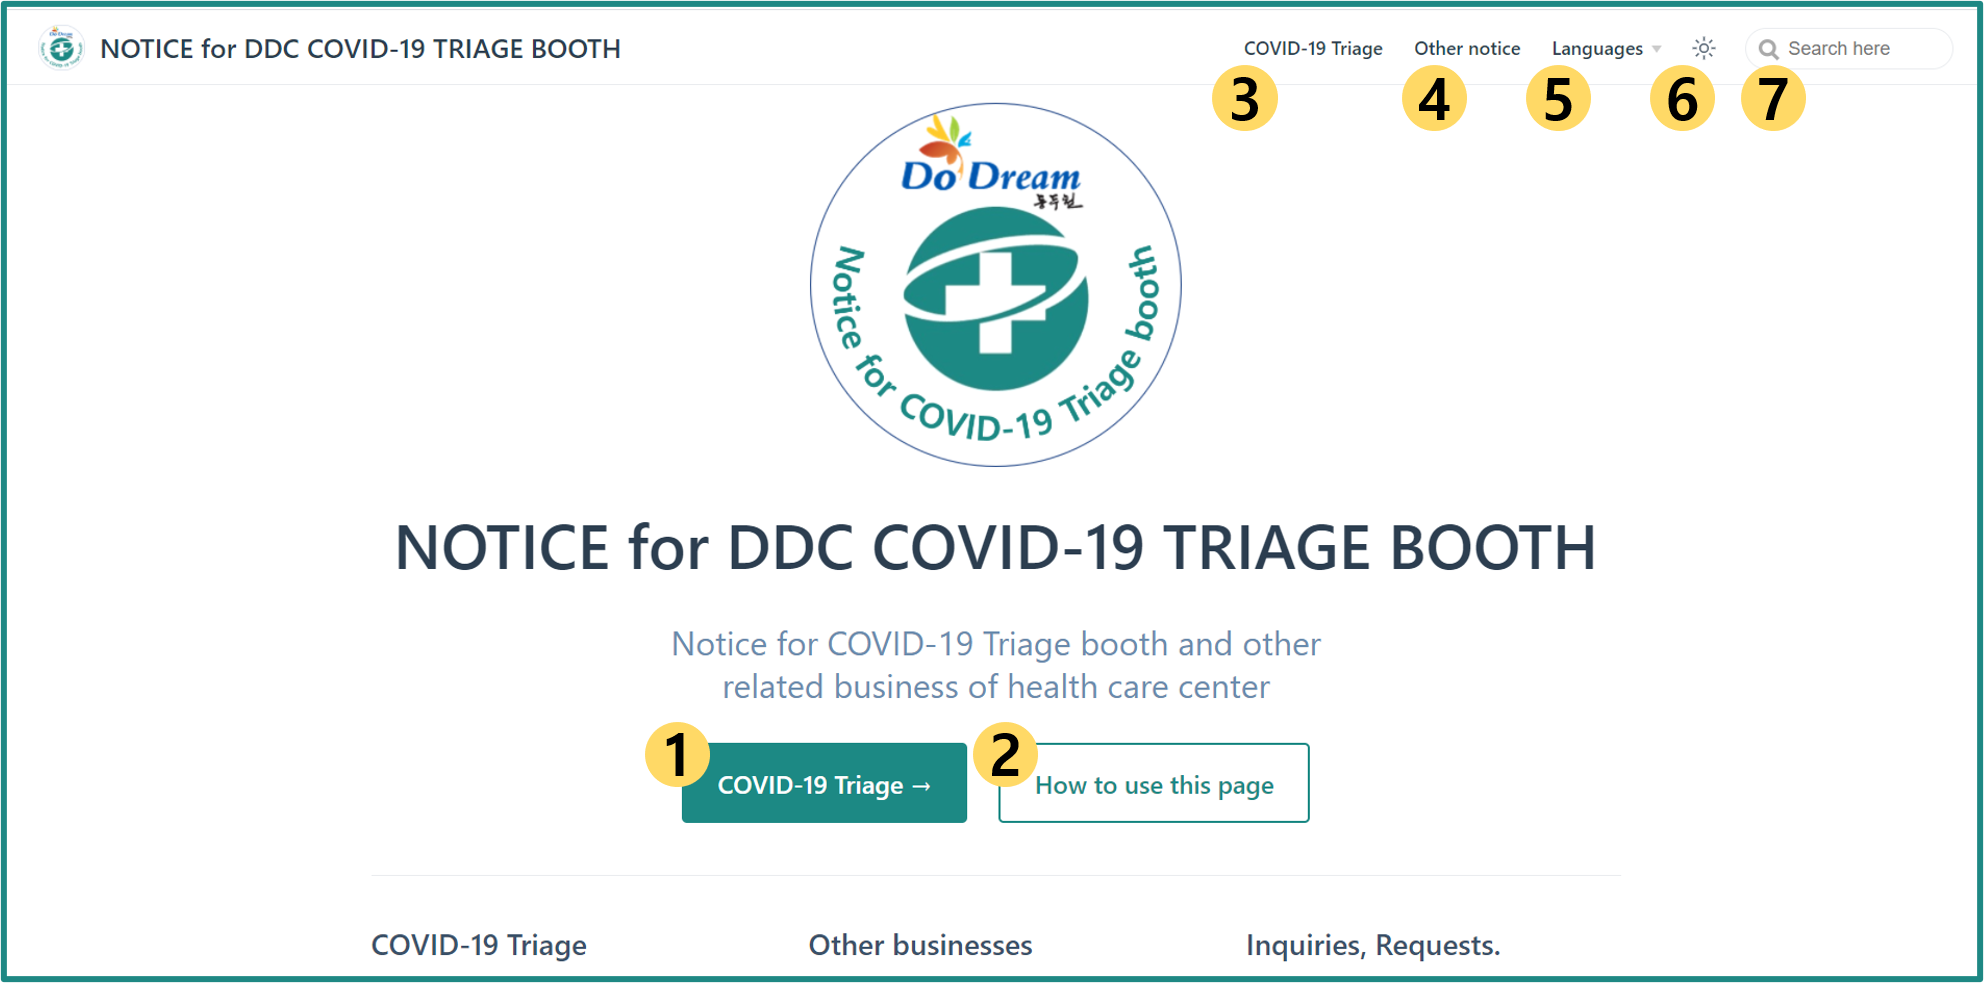 NOTICE for DDC COVID-19 TRIAGE BOOTH
COVID-19 Triage
Other notice
Languages
Search here
3
4
5
6
7
Do Dream
동두천
Notice for COVID-19 Triage booth
NOTICE for DDC COVID-19 TRIAGE BOOTH
Notice for COVID-19 Triage booth and other
related business of health care center
1
COVID-19 Triage →
2
How to use this page
COVID-19 Triage
Other businesses
Inquiries, Requests.